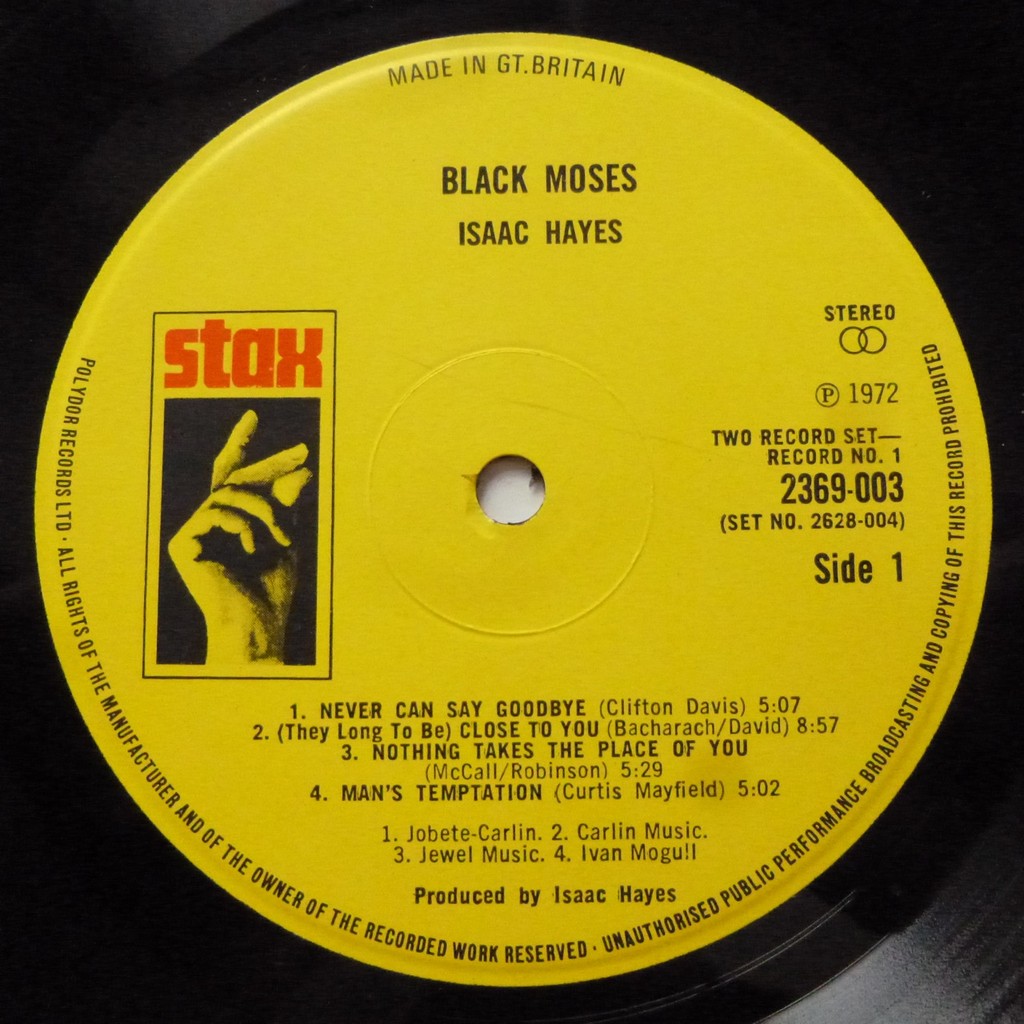 MADE IN GT.BRITAIN
BLACK MOSES
ISAAC HAYES
stax
STEREO
Ⓟ 1972
TWO RECORD SET—
RECORD NO. 1
2369-003
(SET NO. 2628-004)
Side 1
1. NEVER CAN SAY GOODBYE (Clifton Davis) 5:07
2. (They Long To Be) CLOSE TO YOU (Bacharach/David) 8:57
3. NOTHING TAKES THE PLACE OF YOU
(McCall/Robinson) 5:29
4. MAN'S TEMPTATION (Curtis Mayfield) 5:02
1. Jobete-Carlin. 2. Carlin Music.
3. Jewel Music. 4. Ivan Mogull
Produced by Isaac Hayes
POLYDOR RECORDS LTD · ALL RIGHTS OF THE MANUFACTURER AND OF THE OWNER OF THE RECORDED WORK RESERVED · UNAUTHORISED PUBLIC PERFORMANCE BROADCASTING AND COPYING OF THIS RECORD PROHIBITED